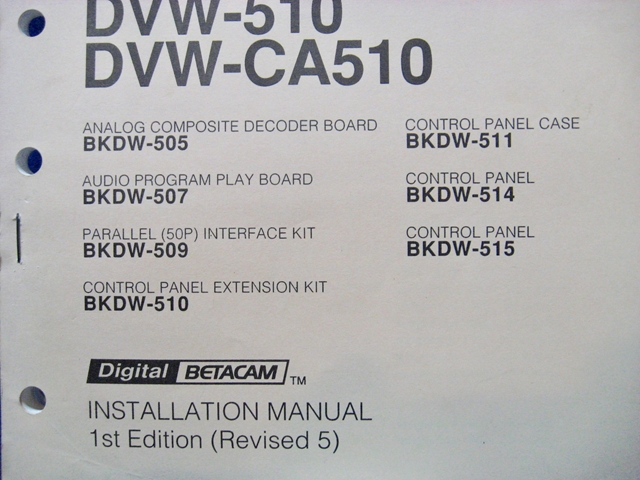 DVW-510
DVW-CA510
ANALOG COMPOSITE DECODER BOARD
BKDW-505
AUDIO PROGRAM PLAY BOARD
BKDW-507
PARALLEL (50P) INTERFACE KIT
BKDW-509
CONTROL PANEL EXTENSION KIT
BKDW-510
CONTROL PANEL CASE
BKDW-511
CONTROL PANEL
BKDW-514
CONTROL PANEL
BKDW-515
Digital BETACAM TM
INSTALLATION MANUAL
1st Edition (Revised 5)